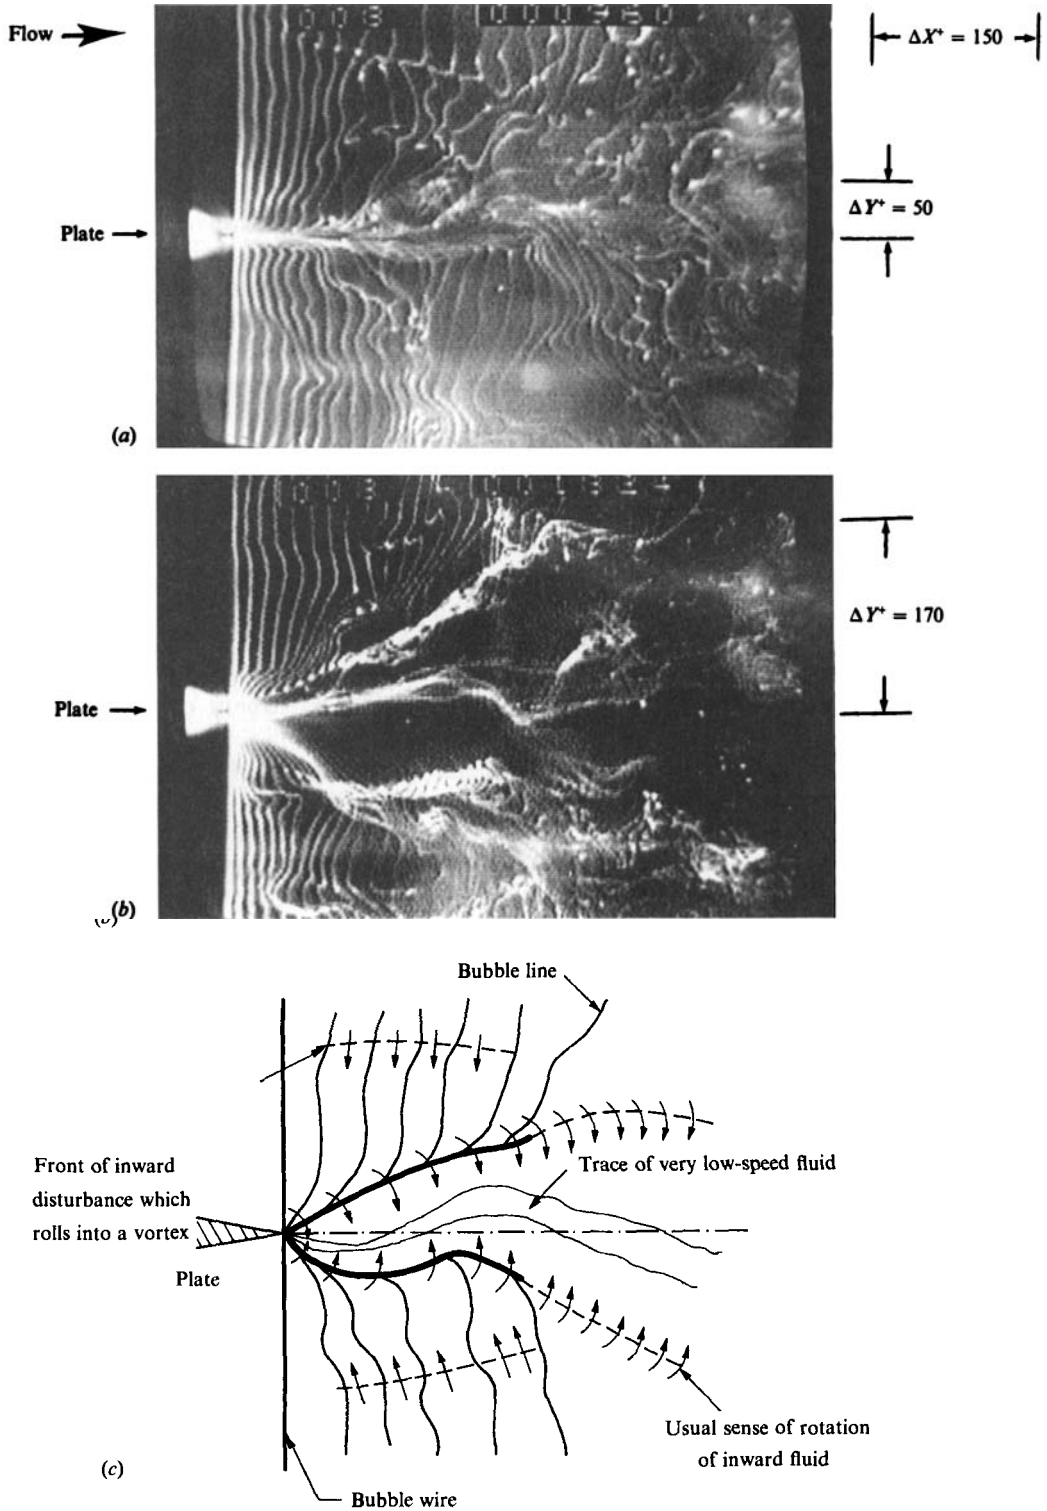 Flow
ΔX⁺ = 150
ΔY⁺ = 50
Plate
(a)
ΔY⁺ = 170
Plate
(b)
Bubble line
Front of inward
disturbance which
rolls into a vortex
Trace of very low-speed fluid
Plate
Usual sense of rotation
of inward fluid
(c)
Bubble wire